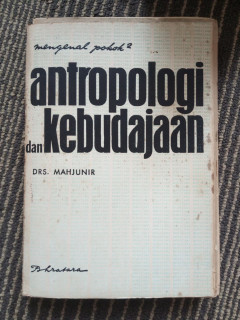 mengenal pokok²
antropologi
dan kebudajaan
DRS. MAHJUNIR
Bhratara